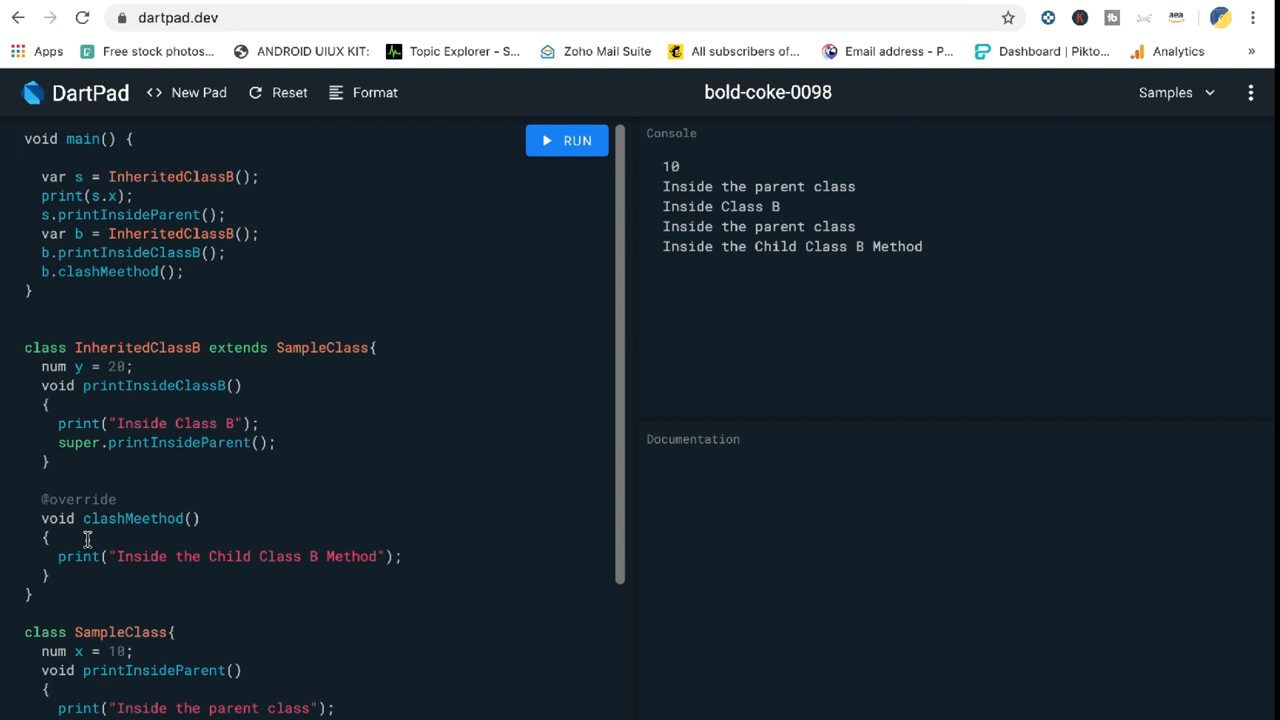 dartpad.dev
Apps Free stock photos... ANDROID UIUX KIT: Topic Explorer - S... Zoho Mail Suite All subscribers of... Email address - P... Dashboard | Pikto... Analytics »
DartPad <> New Pad Reset Format bold-coke-0098 Samples
RUN
void main() {
var s = InheritedClassB();
print(s.x);
s.printInsideParent();
var b = InheritedClassB();
b.printInsideClassB();
b.clashMeethod();
}
class InheritedClassB extends SampleClass{
num y = 20;
void printInsideClassB()
{
print("Inside Class B");
super.printInsideParent();
}
@override
void clashMeethod()
{
print("Inside the Child Class B Method");
}
}
class SampleClass{
num x = 10;
void printInsideParent()
{
print("Inside the parent class");
Console
10
Inside the parent class
Inside Class B
Inside the parent class
Inside the Child Class B Method
Documentation